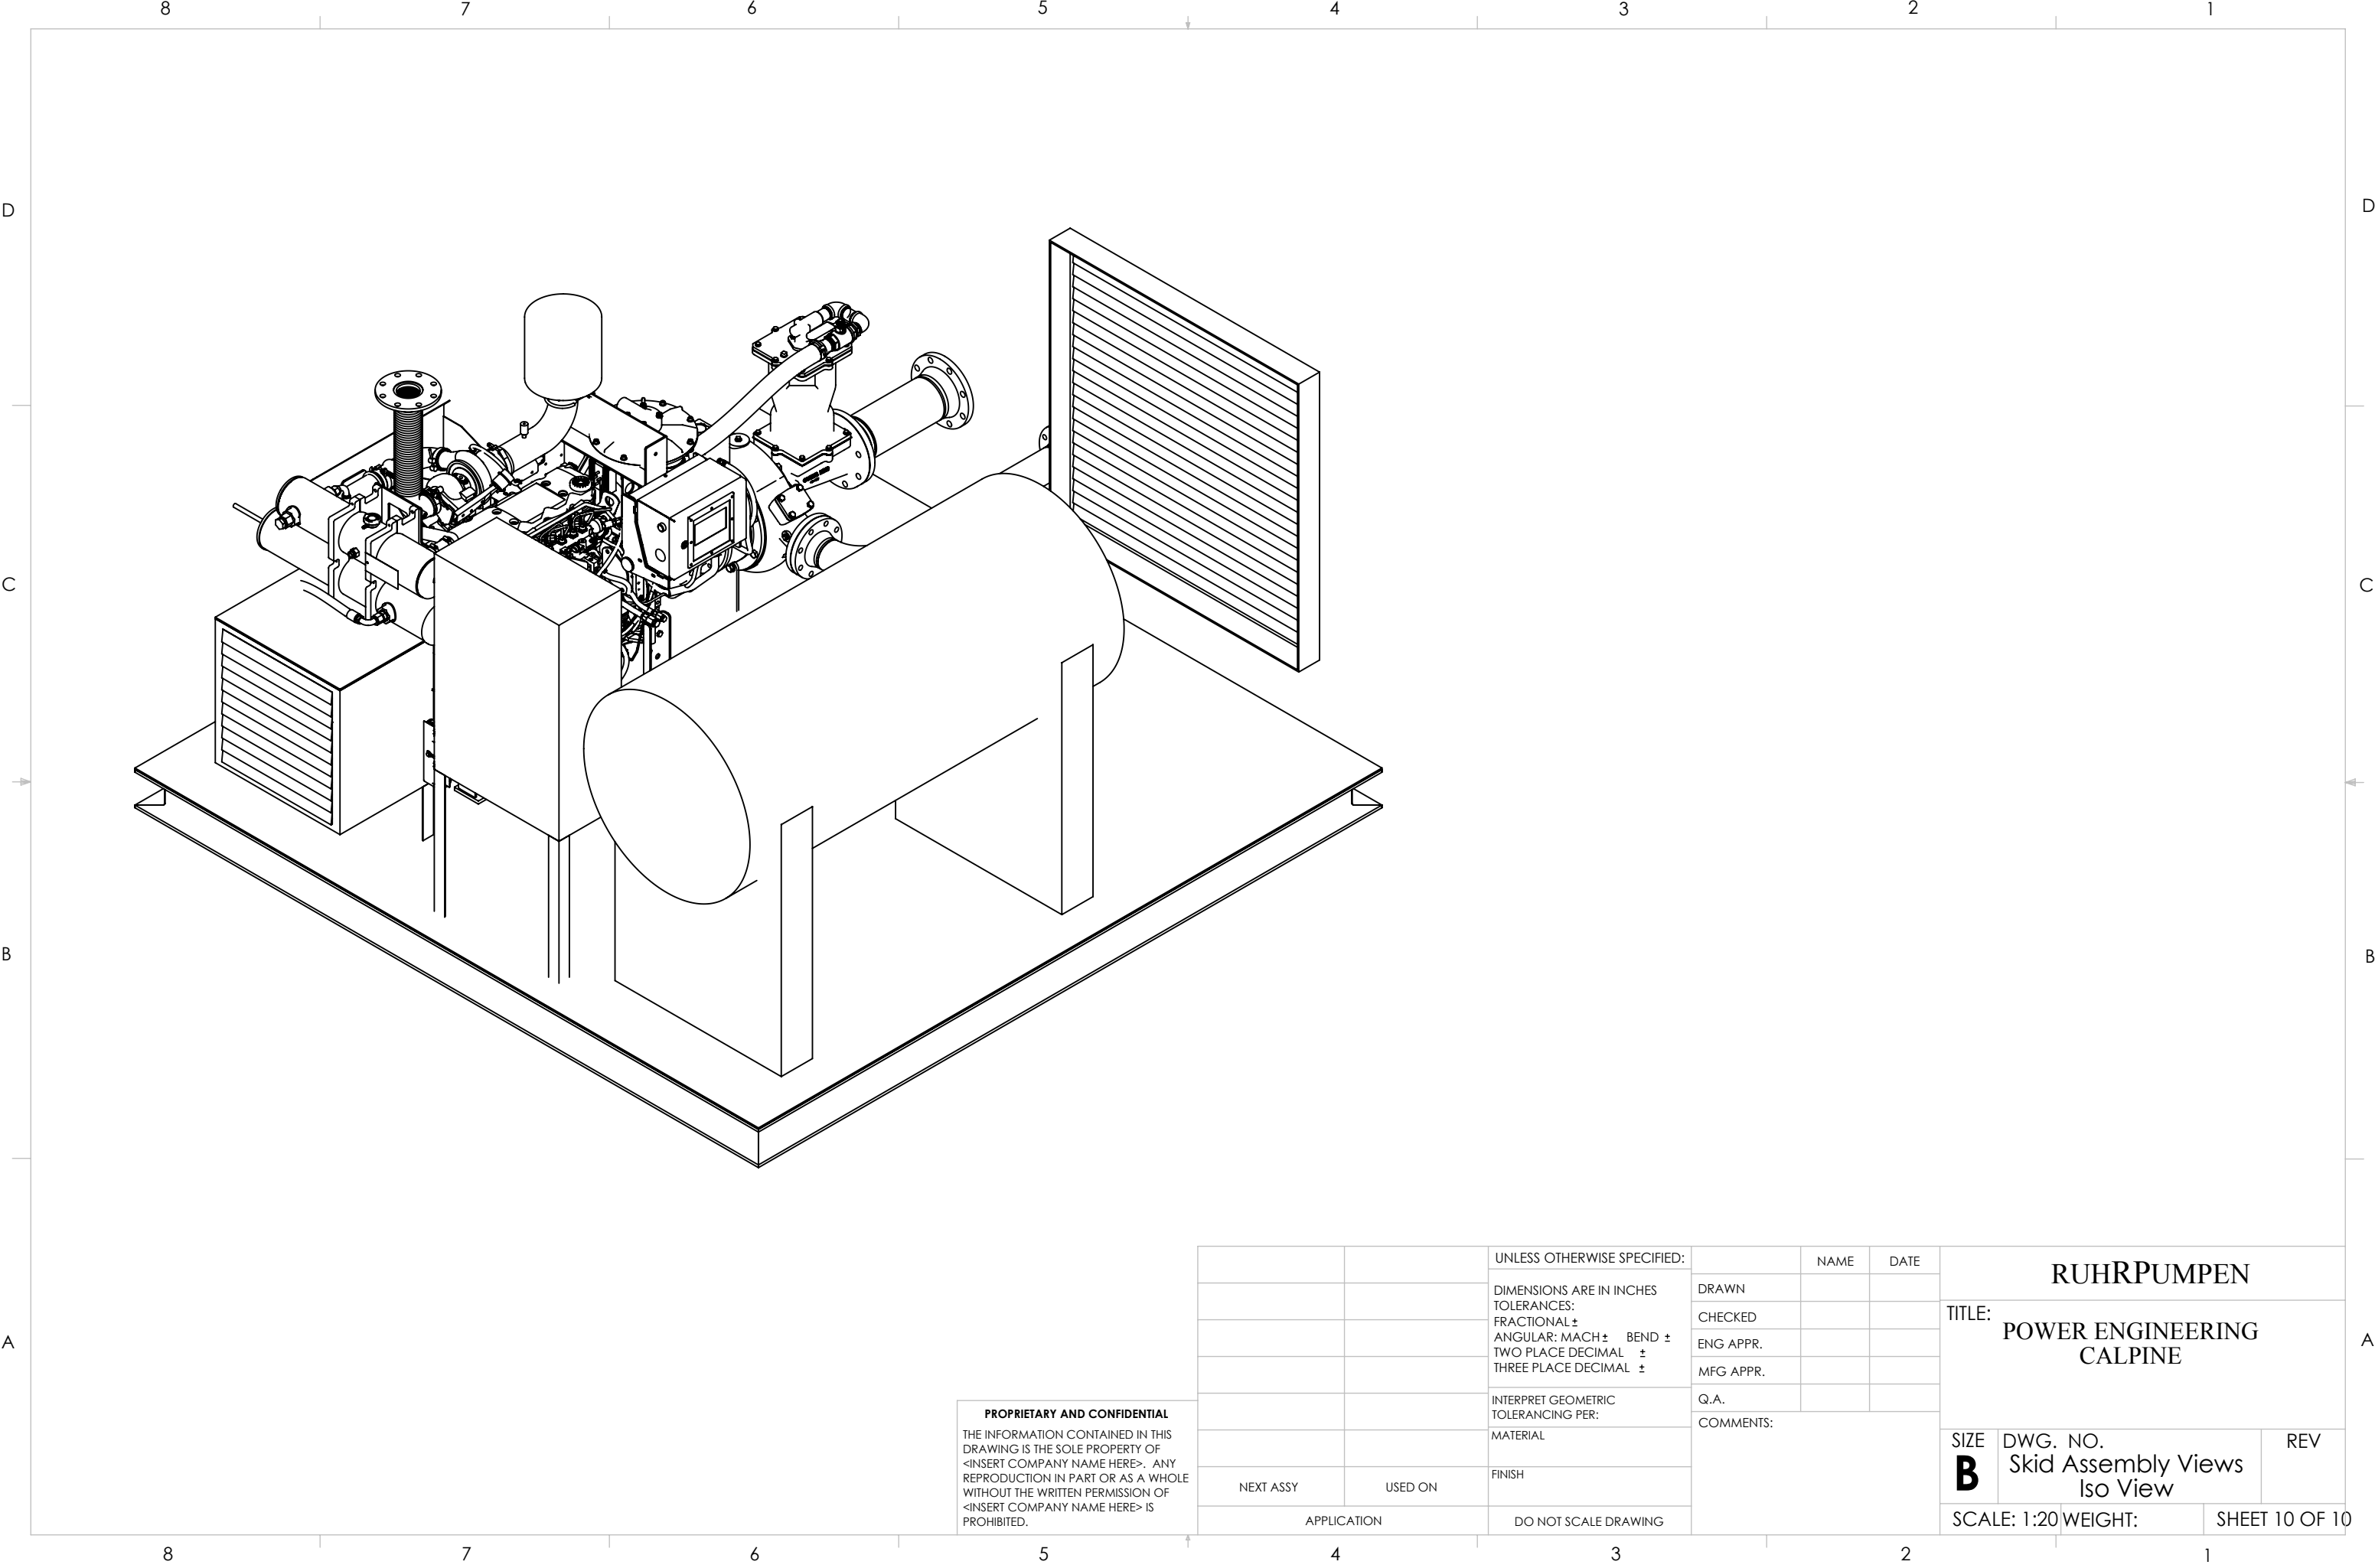 8 7 6 5 4 3 2 1
D D
C C
B B
A A
PROPRIETARY AND CONFIDENTIAL
THE INFORMATION CONTAINED IN THIS
DRAWING IS THE SOLE PROPERTY OF
<INSERT COMPANY NAME HERE>. ANY
REPRODUCTION IN PART OR AS A WHOLE
WITHOUT THE WRITTEN PERMISSION OF
<INSERT COMPANY NAME HERE> IS
PROHIBITED.
NEXT ASSY USED ON
APPLICATION
UNLESS OTHERWISE SPECIFIED:
DIMENSIONS ARE IN INCHES
TOLERANCES:
FRACTIONAL ±
ANGULAR: MACH ± BEND ±
TWO PLACE DECIMAL ±
THREE PLACE DECIMAL ±
INTERPRET GEOMETRIC
TOLERANCING PER:
MATERIAL
FINISH
DO NOT SCALE DRAWING
NAME DATE
DRAWN
CHECKED
ENG APPR.
MFG APPR.
Q.A.
COMMENTS:
RUHRPUMPEN
TITLE:
POWER ENGINEERING
CALPINE
SIZE DWG. NO. REV
B Skid Assembly Views
Iso View
SCALE: 1:20 WEIGHT: SHEET 10 OF 10
8 7 6 5 4 3 2 1